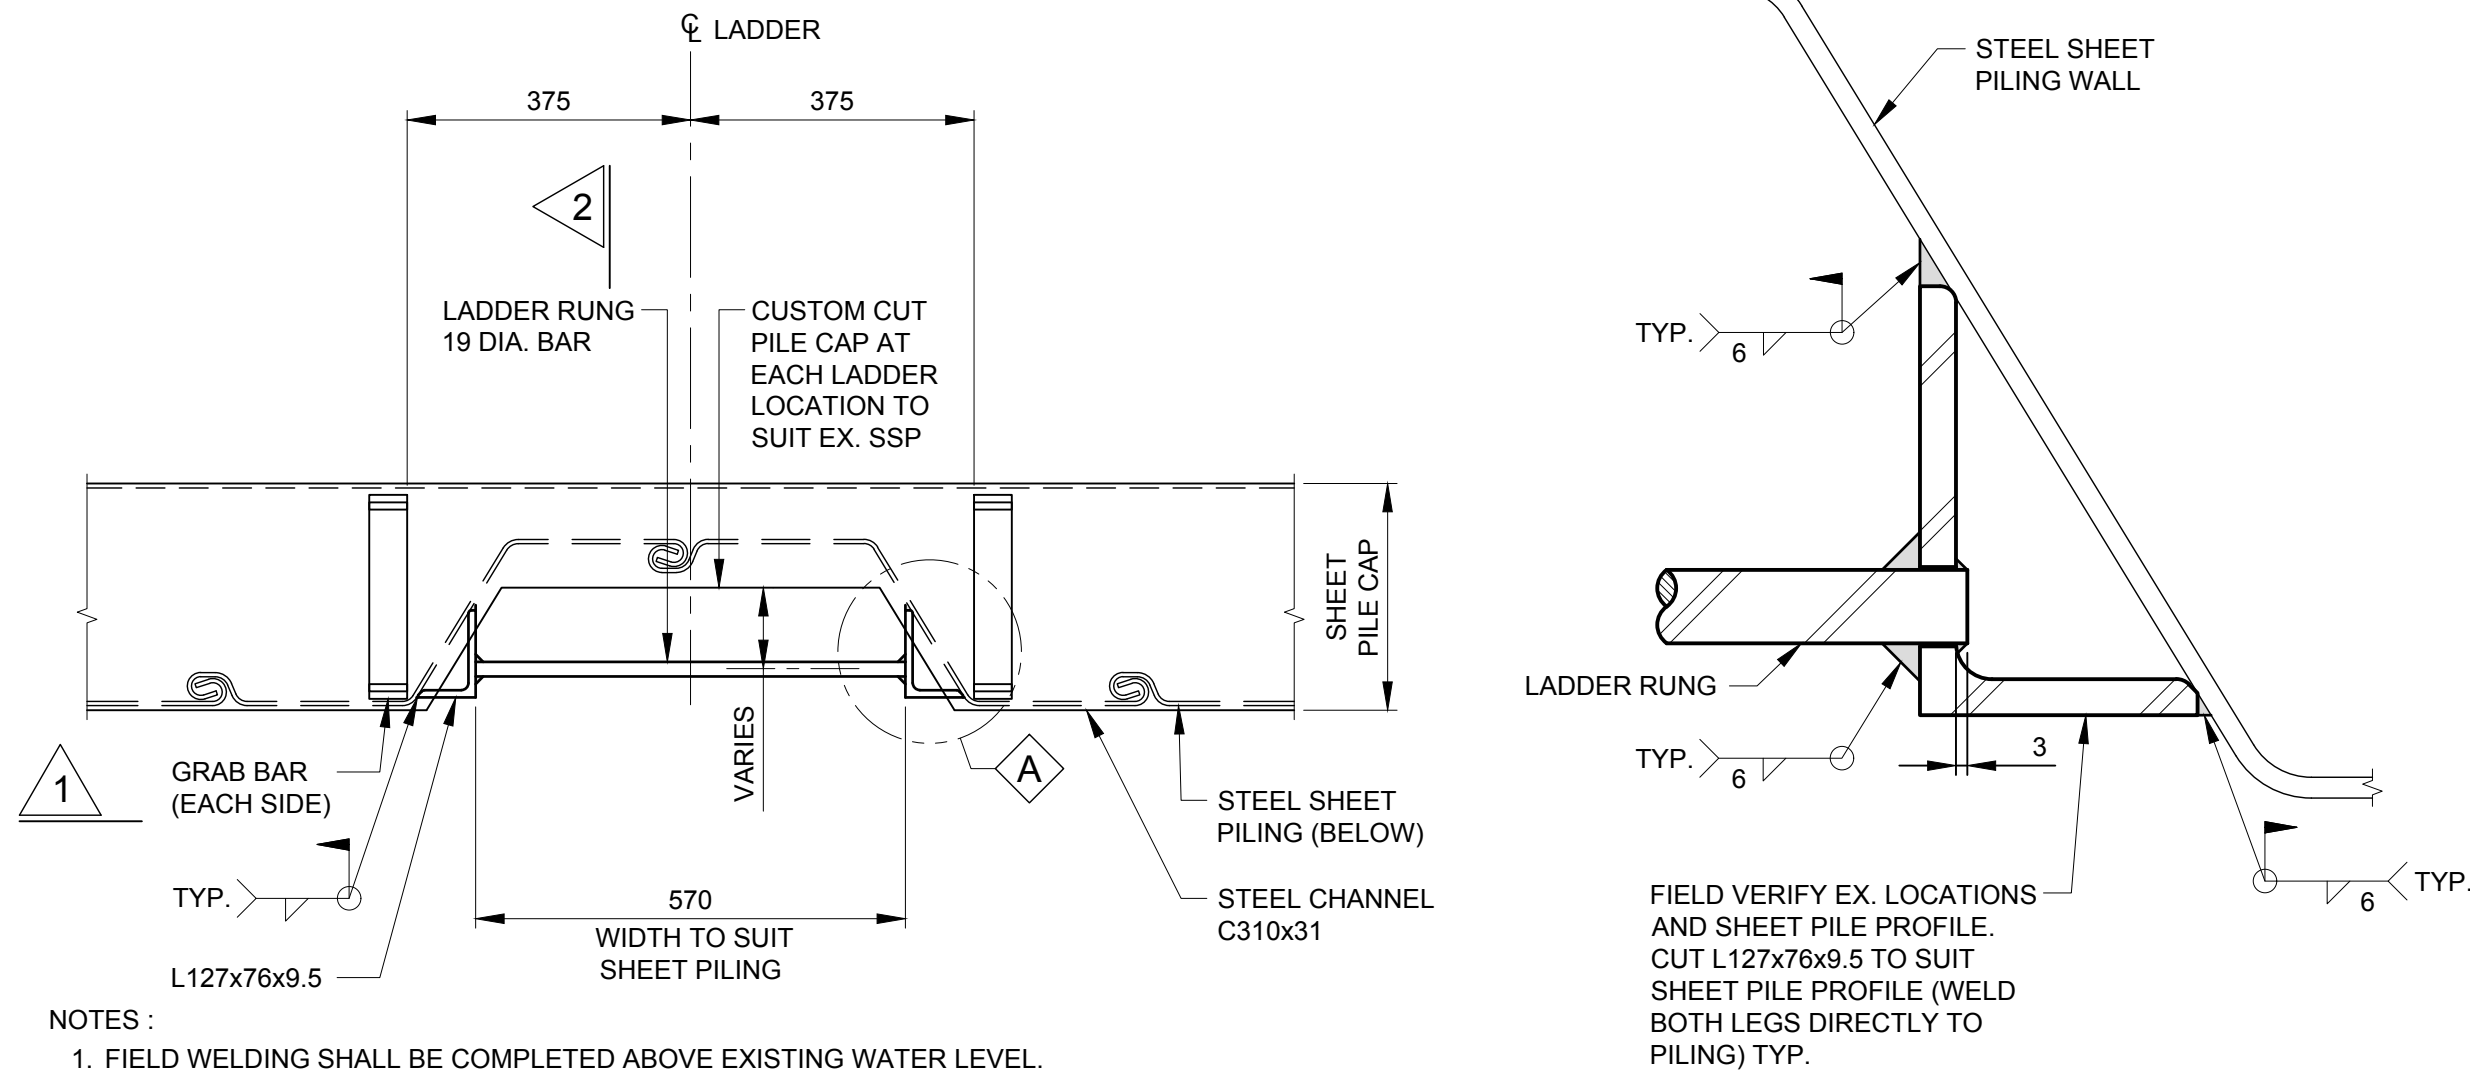 ℄ LADDER
375
375
2
LADDER RUNG
19 DIA. BAR
CUSTOM CUT
PILE CAP AT
EACH LADDER
LOCATION TO
SUIT EX. SSP
SHEET
PILE CAP
VARIES
1
GRAB BAR
(EACH SIDE)
A
STEEL SHEET
PILING (BELOW)
TYP.
STEEL CHANNEL
C310x31
570
WIDTH TO SUIT
SHEET PILING
L127x76x9.5
NOTES :
1. FIELD WELDING SHALL BE COMPLETED ABOVE EXISTING WATER LEVEL.
STEEL SHEET
PILING WALL
TYP.
6
LADDER RUNG
TYP.
6
3
TYP.
6
FIELD VERIFY EX. LOCATIONS
AND SHEET PILE PROFILE.
CUT L127x76x9.5 TO SUIT
SHEET PILE PROFILE (WELD
BOTH LEGS DIRECTLY TO
PILING) TYP.